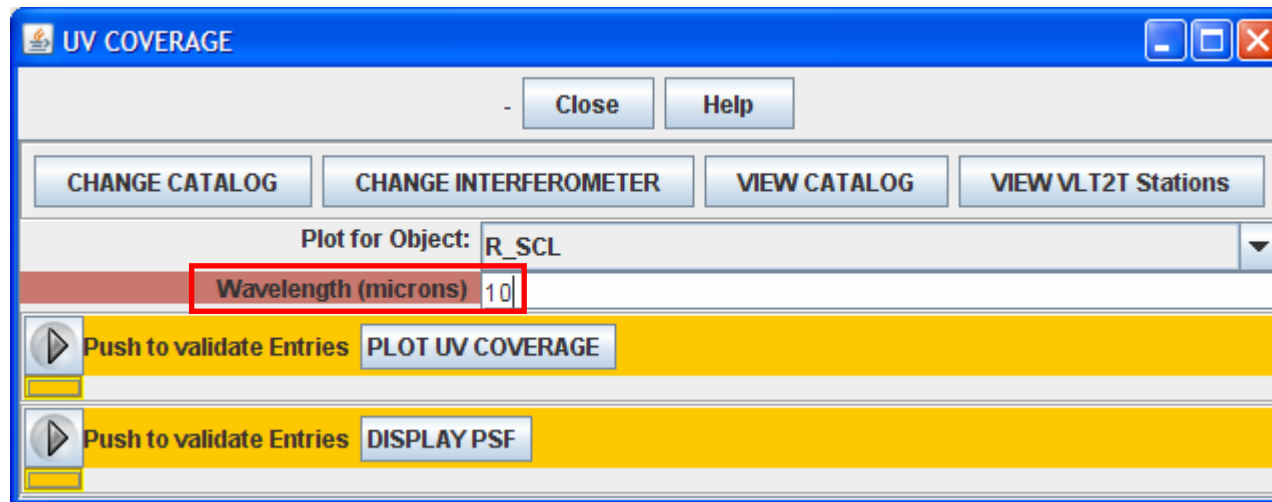 UV COVERAGE
- Close Help
CHANGE CATALOG CHANGE INTERFEROMETER VIEW CATALOG VIEW VLT2T Stations
Plot for Object: R_SCL
Wavelength (microns) 10
Push to validate Entries PLOT UV COVERAGE
Push to validate Entries DISPLAY PSF